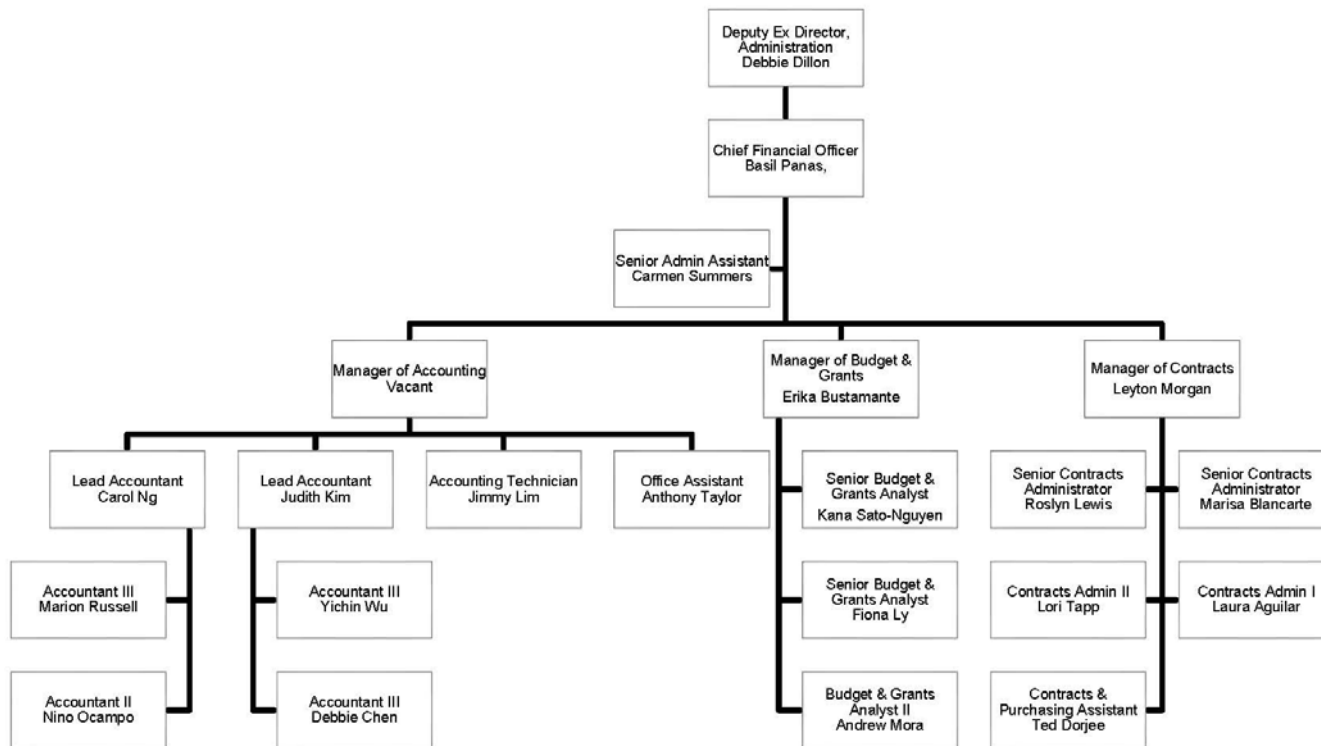 Deputy Ex Director,
Administration
Debbie Dillon
Chief Financial Officer
Basil Panas,
Senior Admin Assistant
Carmen Summers
Manager of Accounting
Vacant
Manager of Budget &
Grants
Erika Bustamante
Manager of Contracts
Leyton Morgan
Lead Accountant
Carol Ng
Lead Accountant
Judith Kim
Accounting Technician
Jimmy Lim
Office Assistant
Anthony Taylor
Senior Budget &
Grants Analyst
Kana Sato-Nguyen
Senior Contracts
Administrator
Roslyn Lewis
Senior Contracts
Administrator
Marisa Blancarte
Accountant III
Marion Russell
Accountant III
Yichin Wu
Senior Budget &
Grants Analyst
Fiona Ly
Contracts Admin II
Lori Tapp
Contracts Admin I
Laura Aguilar
Accountant II
Nino Ocampo
Accountant III
Debbie Chen
Budget & Grants
Analyst II
Andrew Mora
Contracts &
Purchasing Assistant
Ted Dorjee